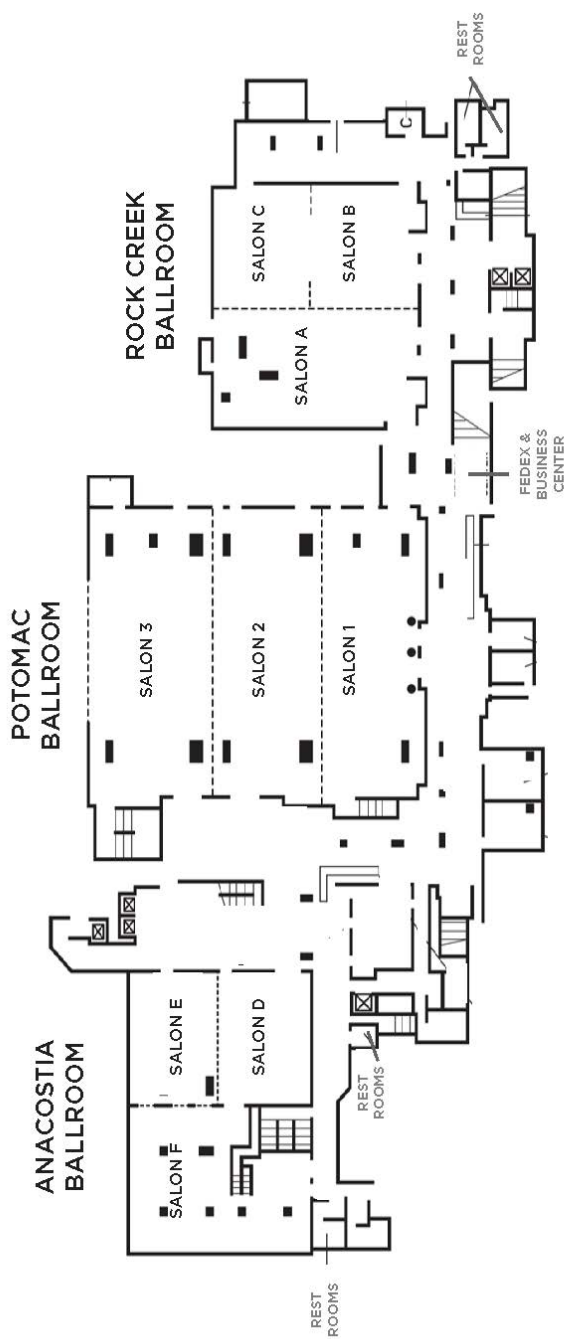 ANACOSTIA
BALLROOM
SALON F
SALON E
SALON D
REST
ROOMS
REST
ROOMS
POTOMAC
BALLROOM
SALON 3
SALON 2
SALON 1
ROCK CREEK
BALLROOM
SALON A
SALON C
SALON B
C
FEDEX &
BUSINESS
CENTER
REST
ROOMS